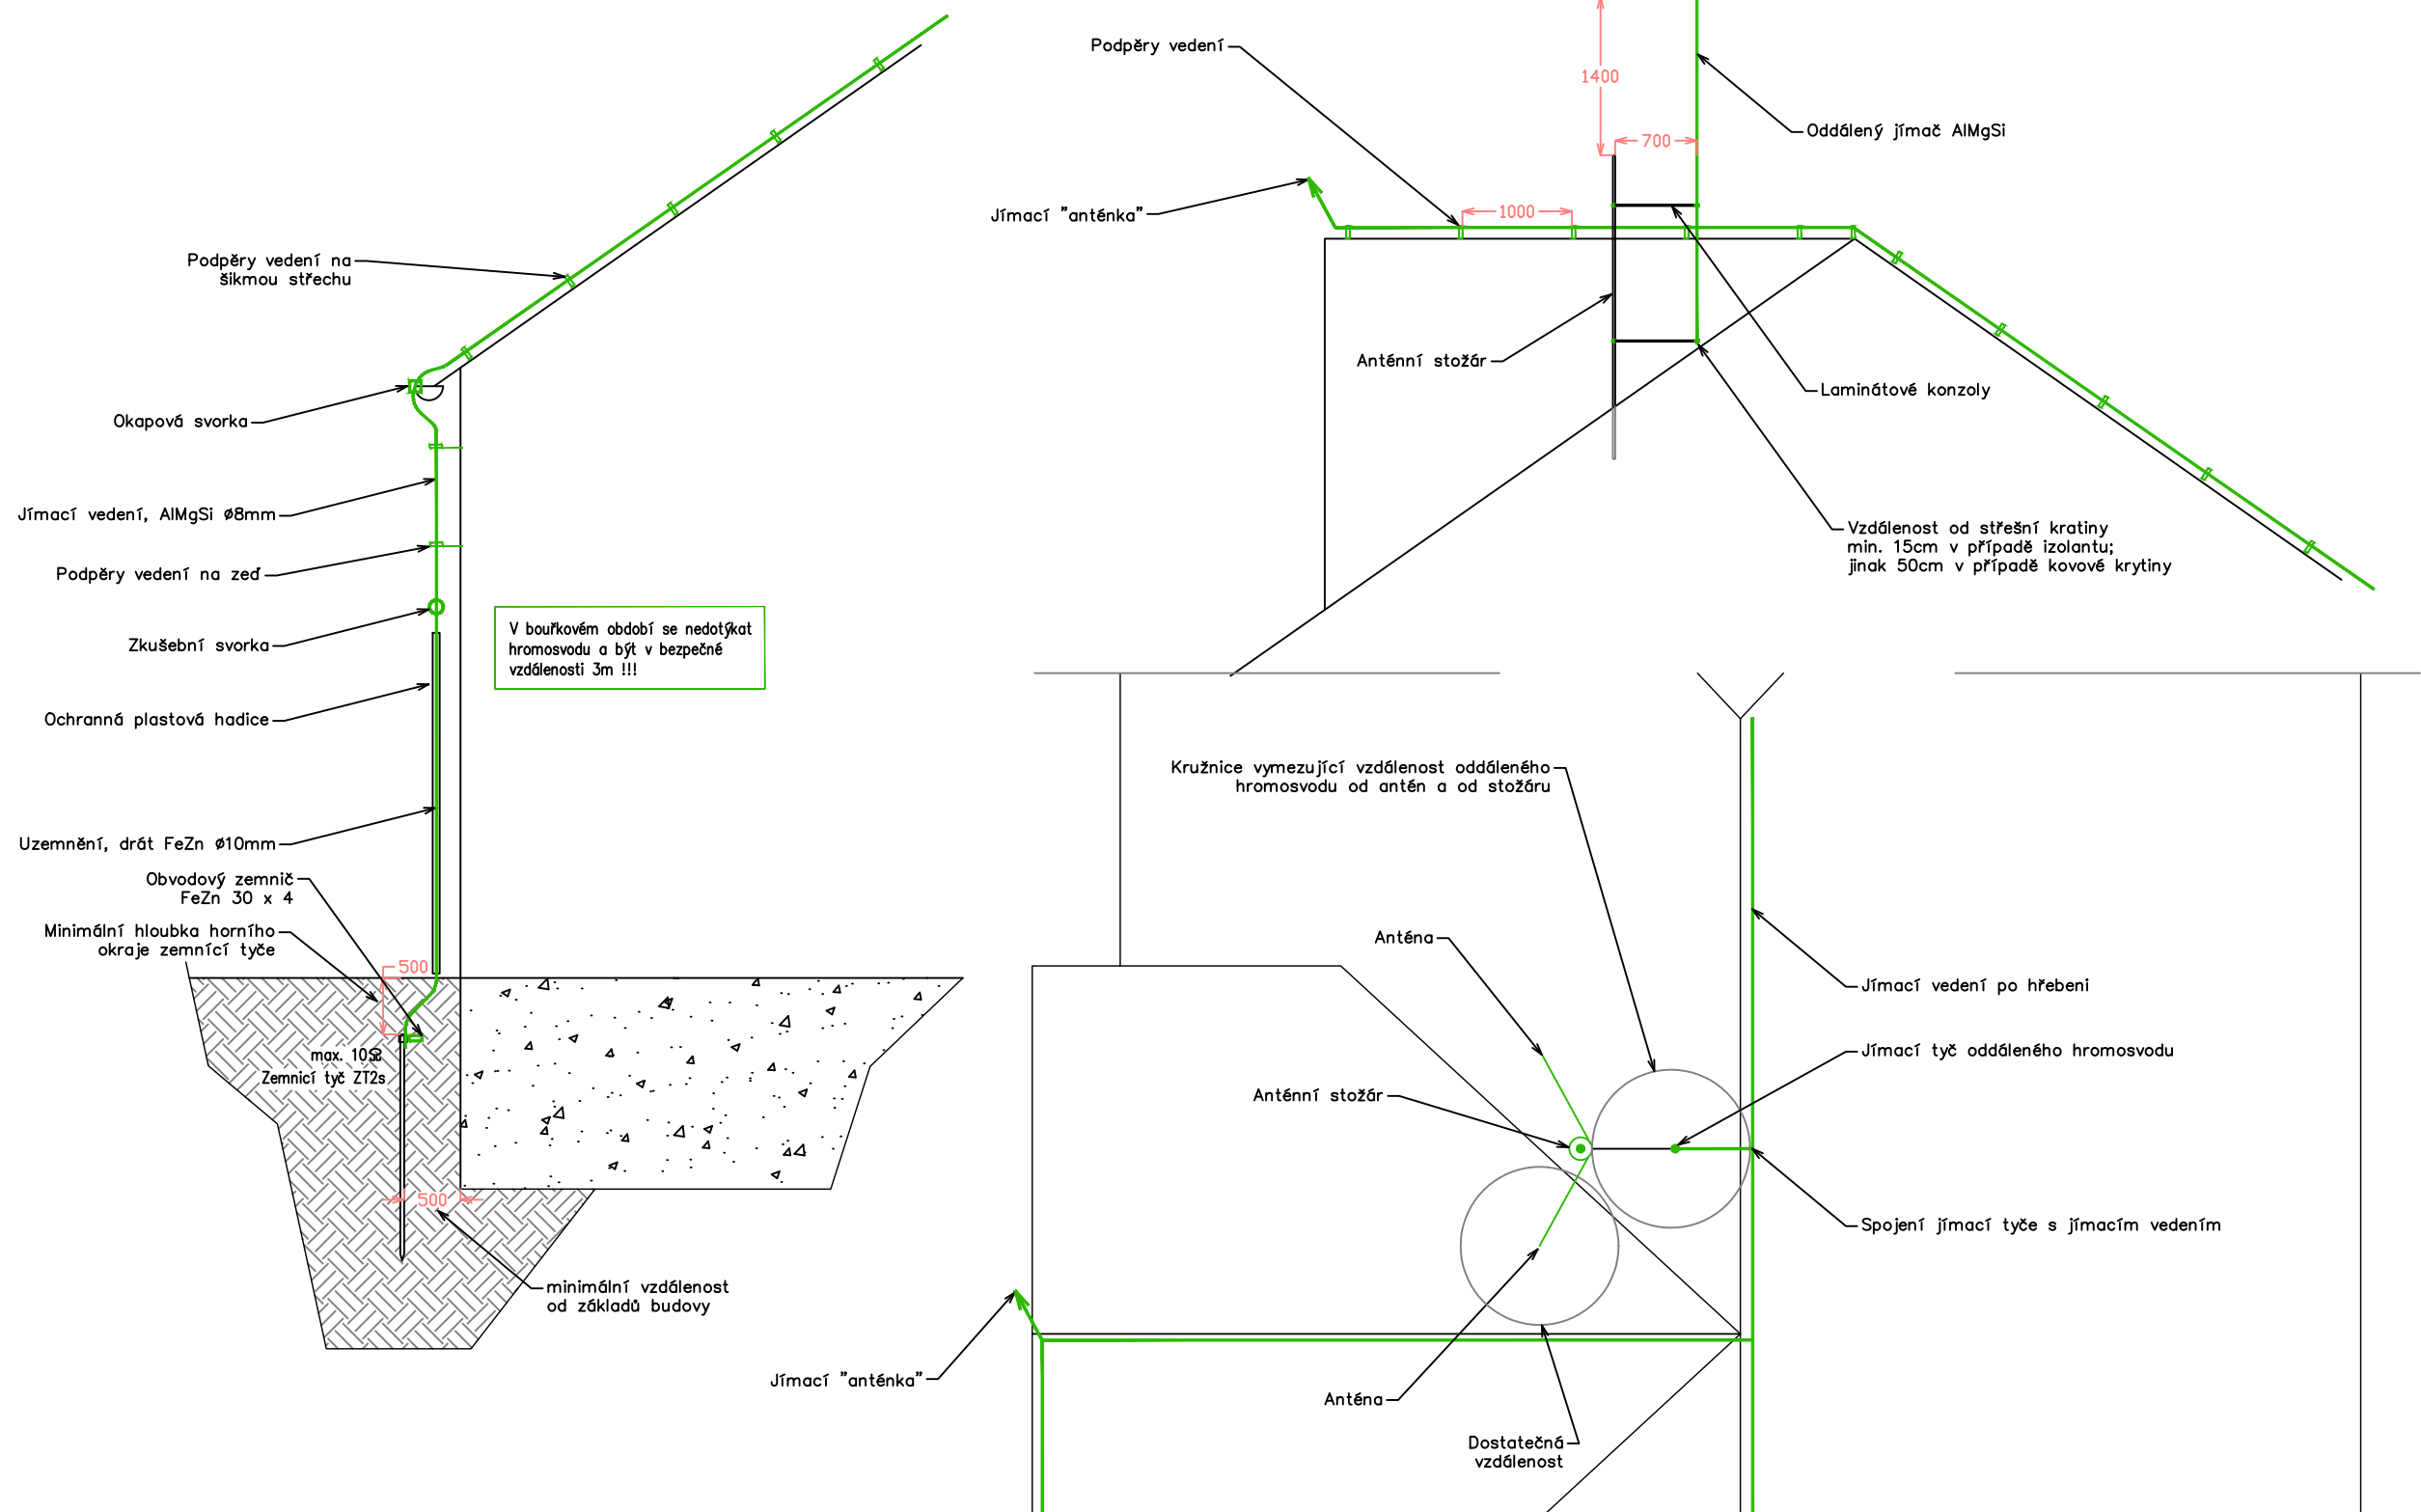 Podpěry vedení na
šikmou střechu
Okapová svorka
Jímací vedení, AlMgSi Ø8mm
Podpěry vedení na zeď
Zkušební svorka
V bouřkovém období se nedotýkat
hromosvodu a být v bezpečné
vzdálenosti 3m !!!
Ochranná plastová hadice
Uzemnění, drát FeZn Ø10mm
Obvodový zemnič
FeZn 30 x 4
Minimální hloubka horního
okraje zemnící tyče
500
max. 10Ω
Zemnicí tyč ZT2s
500
minimální vzdálenost
od základů budovy
Podpěry vedení
1400
Oddálený jímač AlMgSi
700
Jímací "anténka"
1000
Anténní stožár
Laminátové konzoly
Vzdálenost od střešní kratiny
min. 15cm v případě izolantu;
jinak 50cm v případě kovové krytiny
Kružnice vymezující vzdálenost oddáleného
hromosvodu od antén a od stožáru
Anténa
Jímací vedení po hřebeni
Jímací tyč oddáleného hromosvodu
Anténní stožár
Spojení jímací tyče s jímacím vedením
Jímací "anténka"
Anténa
Dostatečná
vzdálenost